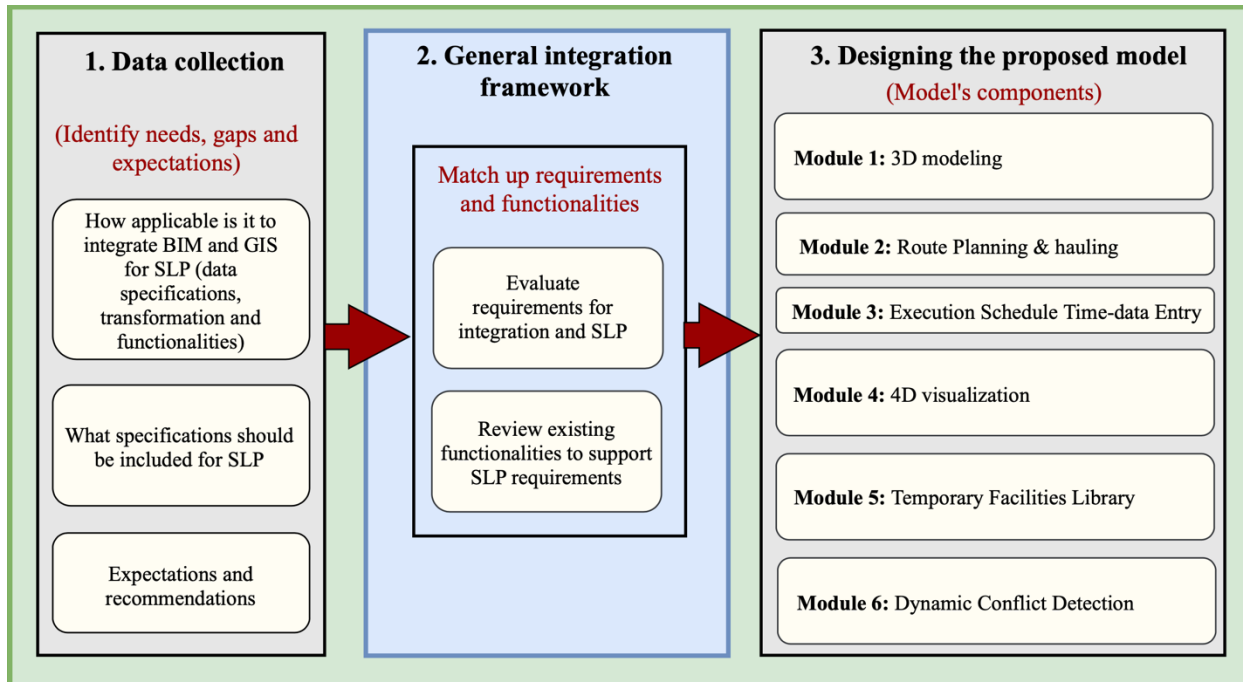 1. Data collection
(Identify needs, gaps and
expectations)
How applicable is it to
integrate BIM and GIS
for SLP (data
specifications,
transformation and
functionalities)
What specifications should
be included for SLP
Expectations and
recommendations
2. General integration
framework
Match up requirements
and functionalities
Evaluate
requirements for
integration and SLP
Review existing
functionalities to support
SLP requirements
3. Designing the proposed model
(Model's components)
Module 1: 3D modeling
Module 2: Route Planning & hauling
Module 3: Execution Schedule Time-data Entry
Module 4: 4D visualization
Module 5: Temporary Facilities Library
Module 6: Dynamic Conflict Detection